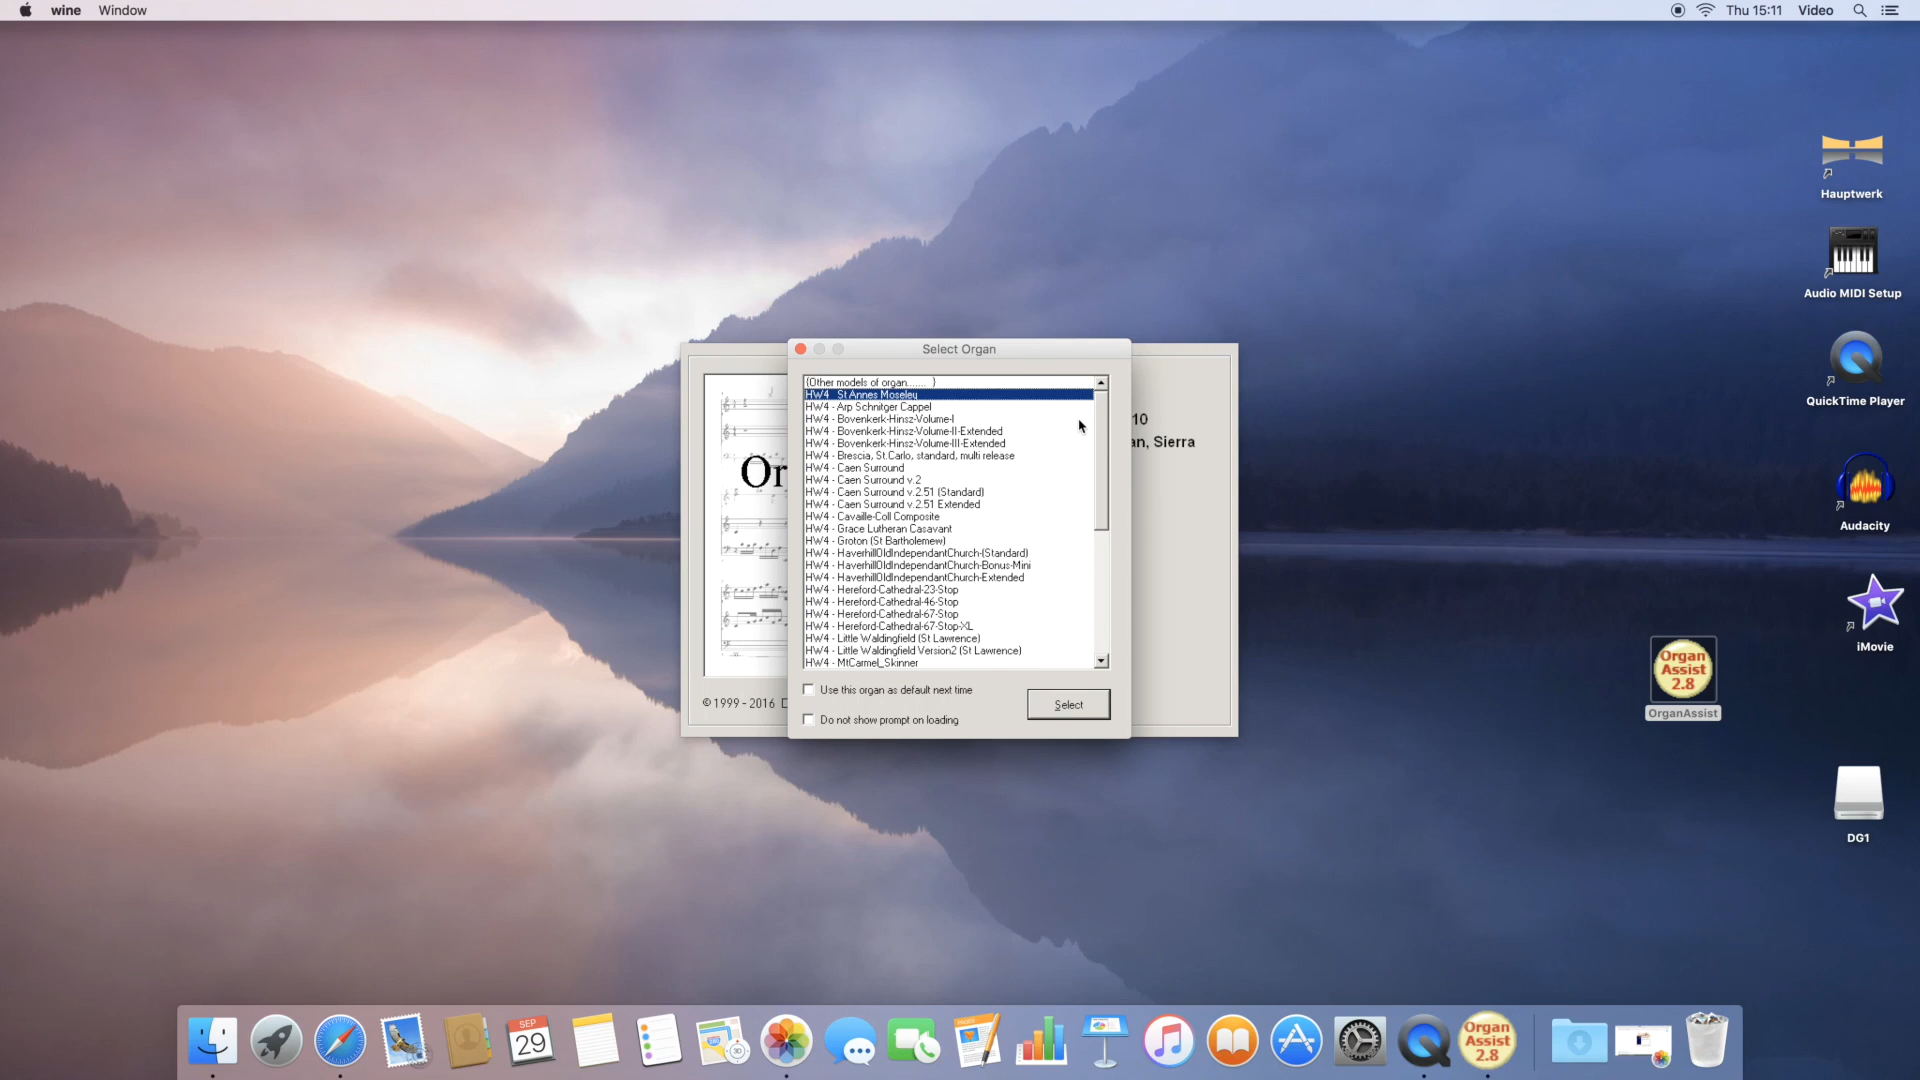 wine Window
Thu 15:11 Video
Hauptwerk
Audio MIDI Setup
QuickTime Player
Audacity
iMovie
Organ
Assist
2.8
OrganAssist
DG1
Select Organ
{Other models of organ...... }
HW4 St Annes Moseley
HW4 - Arp Schnitger Cappel
HW4 - Bovenkerk-Hinsz-Volume-I
HW4 - Bovenkerk-Hinsz-Volume-II-Extended
HW4 - Bovenkerk-Hinsz-Volume-III-Extended
HW4 - Brescia, St.Carlo, standard, multi release
HW4 - Caen Surround
HW4 - Caen Surround v.2
HW4 - Caen Surround v.2.51 (Standard)
HW4 - Caen Surround v.2.51 Extended
HW4 - Cavaille-Coll Composite
HW4 - Grace Lutheran Casavant
HW4 - Groton (St Bartholemew)
HW4 - HaverhillOldIndependantChurch-(Standard)
HW4 - HaverhillOldIndependantChurch-Bonus-Mini
HW4 - HaverhillOldIndependantChurch-Extended
HW4 - Hereford-Cathedral-23-Stop
HW4 - Hereford-Cathedral-46-Stop
HW4 - Hereford-Cathedral-67-Stop
HW4 - Hereford-Cathedral-67-Stop-XL
HW4 - Little Waldingfield (St Lawrence)
HW4 - Little Waldingfield Version2 (St Lawrence)
HW4 - MtCarmel_Skinner
Use this organ as default next time
Do not show prompt on loading
Select
Or
10
an, Sierra
© 1999 - 2016
SEP
29
PAGES
Organ
Assist
2.8